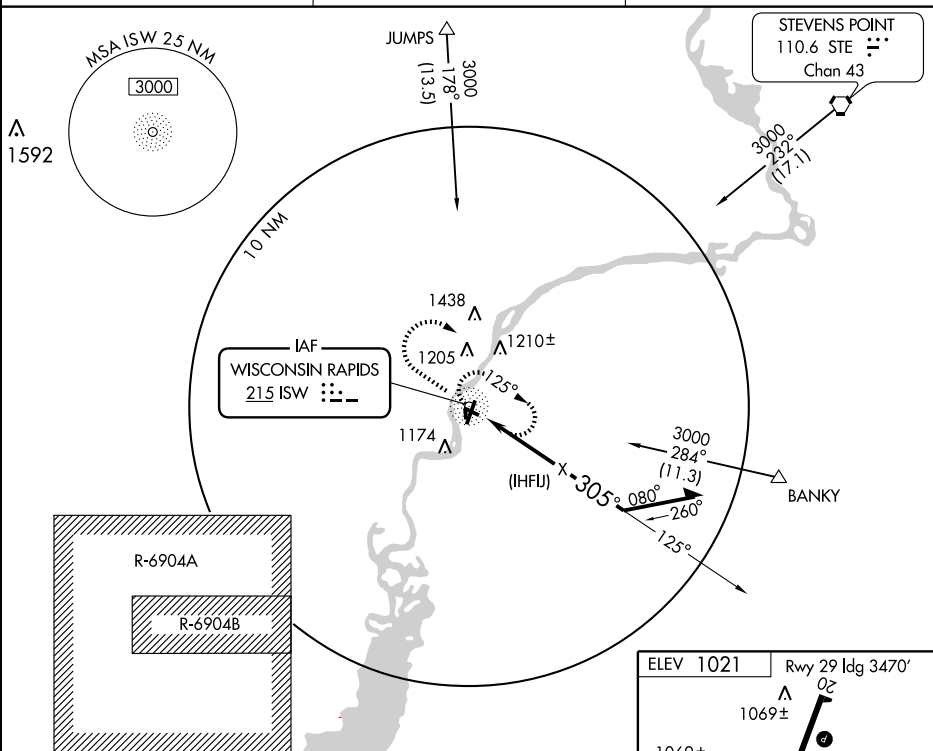 MSA ISW 25 NM
3000
1592
JUMPS
3000
178°
(13.5)
STEVENS POINT
110.6 STE
Chan 43
3000
232°
(17.1)
10 NM
1438
1205
1210±
IAF
WISCONSIN RAPIDS
215 ISW
125°
1174
(IHFIJ)
305°
080°
260°
125°
3000
284°
(11.3)
BANKY
R-6904A
R-6904B
ELEV 1021
Rwy 29 ldg 3470'
20
1069±
P